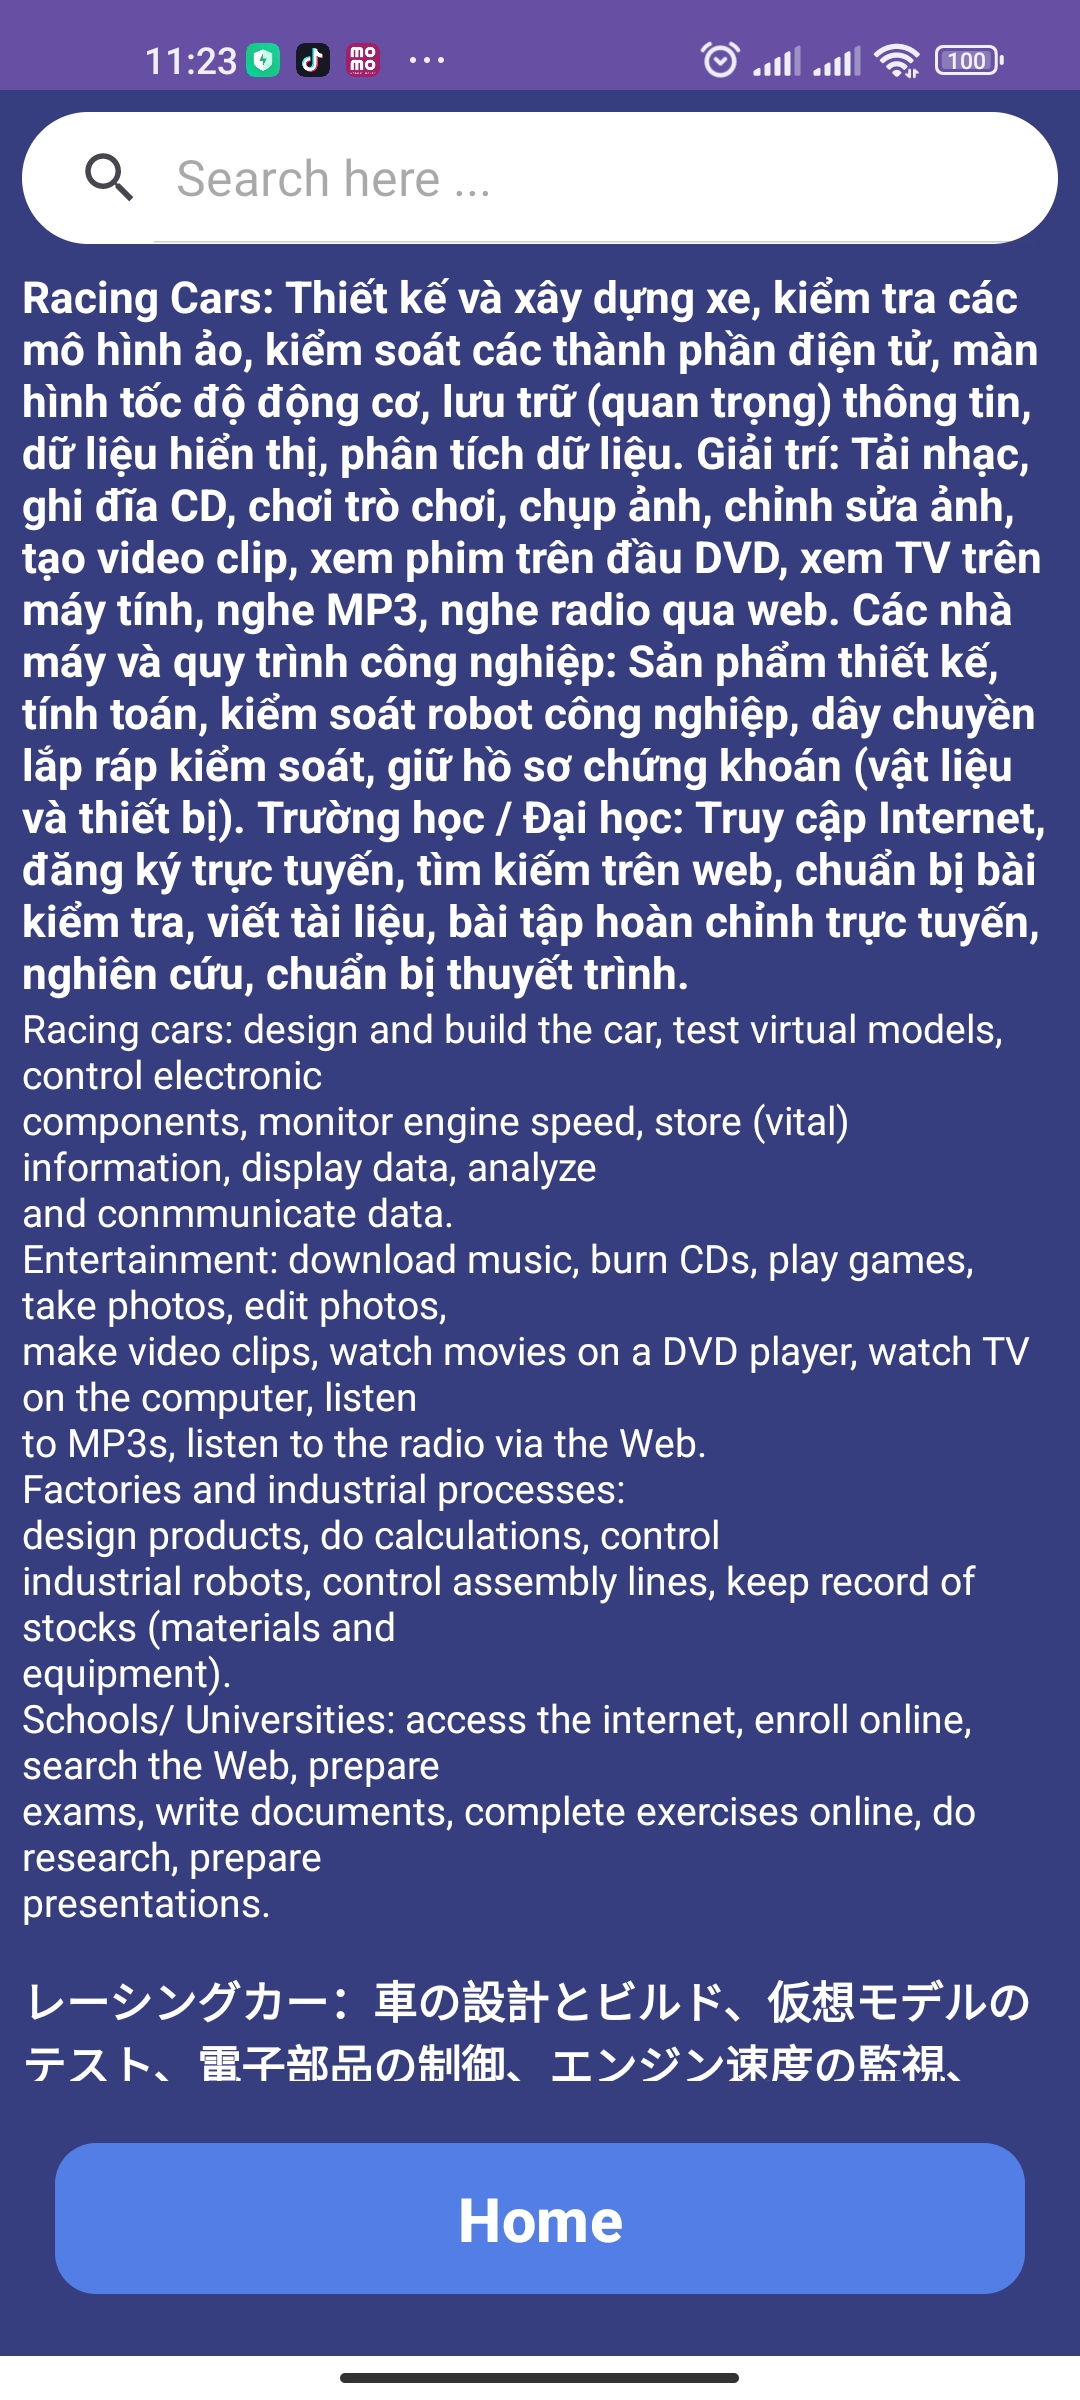 11:23
momo
100
Search here ...
Racing Cars: Thiết kế và xây dựng xe, kiểm tra các
mô hình ảo, kiểm soát các thành phần điện tử, màn
hình tốc độ động cơ, lưu trữ (quan trọng) thông tin,
dữ liệu hiển thị, phân tích dữ liệu. Giải trí: Tải nhạc,
ghi đĩa CD, chơi trò chơi, chụp ảnh, chỉnh sửa ảnh,
tạo video clip, xem phim trên đầu DVD, xem TV trên
máy tính, nghe MP3, nghe radio qua web. Các nhà
máy và quy trình công nghiệp: Sản phẩm thiết kế,
tính toán, kiểm soát robot công nghiệp, dây chuyền
lắp ráp kiểm soát, giữ hồ sơ chứng khoán (vật liệu
và thiết bị). Trường học / Đại học: Truy cập Internet,
đăng ký trực tuyến, tìm kiếm trên web, chuẩn bị bài
kiểm tra, viết tài liệu, bài tập hoàn chỉnh trực tuyến,
nghiên cứu, chuẩn bị thuyết trình.
Racing cars: design and build the car, test virtual models,
control electronic
components, monitor engine speed, store (vital)
information, display data, analyze
and conmmunicate data.
Entertainment: download music, burn CDs, play games,
take photos, edit photos,
make video clips, watch movies on a DVD player, watch TV
on the computer, listen
to MP3s, listen to the radio via the Web.
Factories and industrial processes:
design products, do calculations, control
industrial robots, control assembly lines, keep record of
stocks (materials and
equipment).
Schools/ Universities: access the internet, enroll online,
search the Web, prepare
exams, write documents, complete exercises online, do
research, prepare
presentations.
レーシングカー：車の設計とビルド、仮想モデルの
テスト、電子部品の制御、エンジン速度の監視、
Home